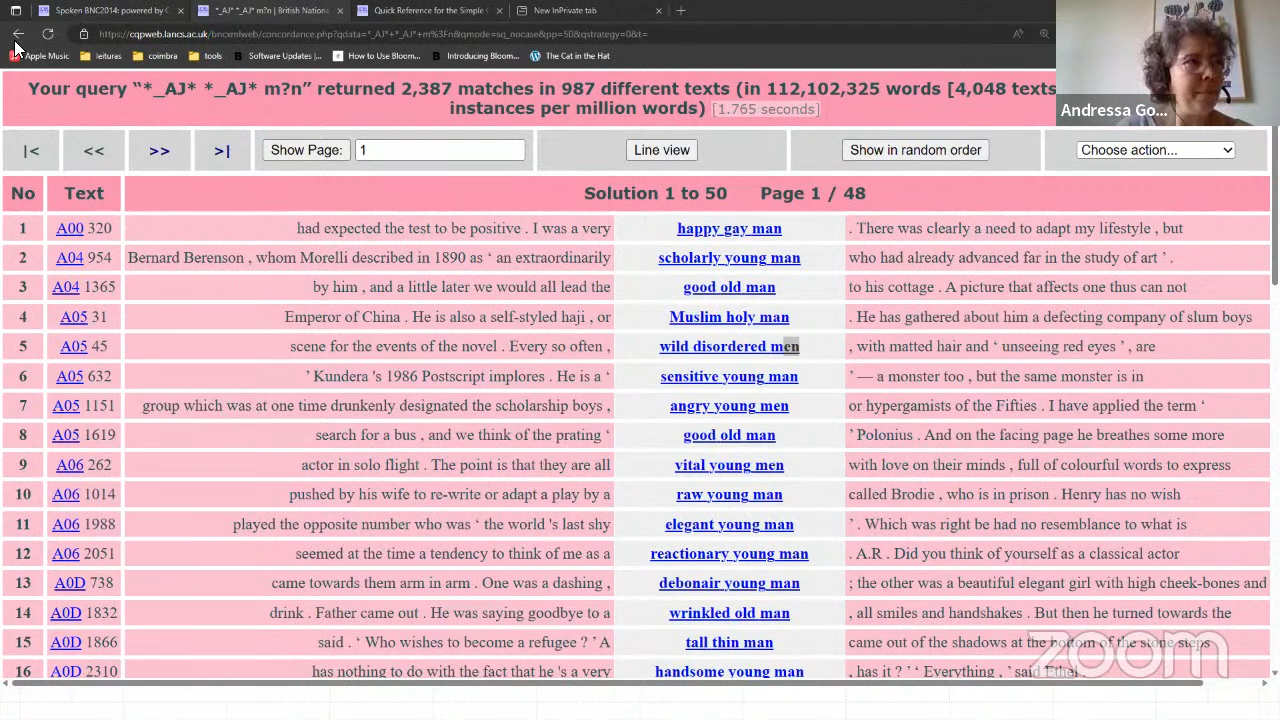 Spoken BNC2014: powered by C
*_AJ* *_AJ* m?n | British Nationa
Quick Reference for the Simple Q
New InPrivate tab
https://cqpweb.lancs.ac.uk/bncxmlweb/concordance.php?qdata=*_AJ*+*_AJ*+m%3Fn&qmode=sq_nocase&pp=50&qstrategy=0&t=
Apple Music leituras coimbra tools Software Updates |... How to Use Bloom... Introducing Bloom... The Cat in the Hat
Andressa Go...
Your query “*_AJ* *_AJ* m?n” returned 2,387 matches in 987 different texts (in 112,102,325 words [4,048 texts
instances per million words) [1.765 seconds]
|< << >> >| Show Page: 1 Line view Show in random order Choose action...
No Text Solution 1 to 50 Page 1 / 48
1 A00 320 had expected the test to be positive . I was a very happy gay man . There was clearly a need to adapt my lifestyle , but
2 A04 954 Bernard Berenson , whom Morelli described in 1890 as ‘ an extraordinarily scholarly young man who had already advanced far in the study of art ’ .
3 A04 1365 by him , and a little later we would all lead the good old man to his cottage . A picture that affects one thus can not
4 A05 31 Emperor of China . He is also a self-styled haji , or Muslim holy man . He has gathered about him a defecting company of slum boys
5 A05 45 scene for the events of the novel . Every so often , wild disordered men , with matted hair and ‘ unseeing red eyes ’ , are
6 A05 632 ’ Kundera 's 1986 Postscript implores . He is a ‘ sensitive young man ’ — a monster too , but the same monster is in
7 A05 1151 group which was at one time drunkenly designated the scholarship boys , angry young men or hypergamists of the Fifties . I have applied the term ‘
8 A05 1619 search for a bus , and we think of the prating ‘ good old man ’ Polonius . And on the facing page he breathes some more
9 A06 262 actor in solo flight . The point is that they are all vital young men with love on their minds , full of colourful words to express
10 A06 1014 pushed by his wife to re-write or adapt a play by a raw young man called Brodie , who is in prison . Henry has no wish
11 A06 1988 played the opposite number who was ‘ the world 's last shy elegant young man ’ . Which was right be had no resemblance to what is
12 A06 2051 seemed at the time a tendency to think of me as a reactionary young man . A.R . Did you think of yourself as a classical actor
13 A0D 738 came towards them arm in arm . One was a dashing , debonair young man ; the other was a beautiful elegant girl with high cheek-bones and
14 A0D 1832 drink . Father came out . He was saying goodbye to a wrinkled old man , all smiles and handshakes . But then he turned towards the
15 A0D 1866 said . ‘ Who wishes to become a refugee ? ’ A tall thin man came out of the shadows at the bottom of the stone steps
16 A0D 2310 has nothing to do with the fact that he 's a very handsome young man , has it ? ’ ‘ Everything , ’ said Ethel .
zoom